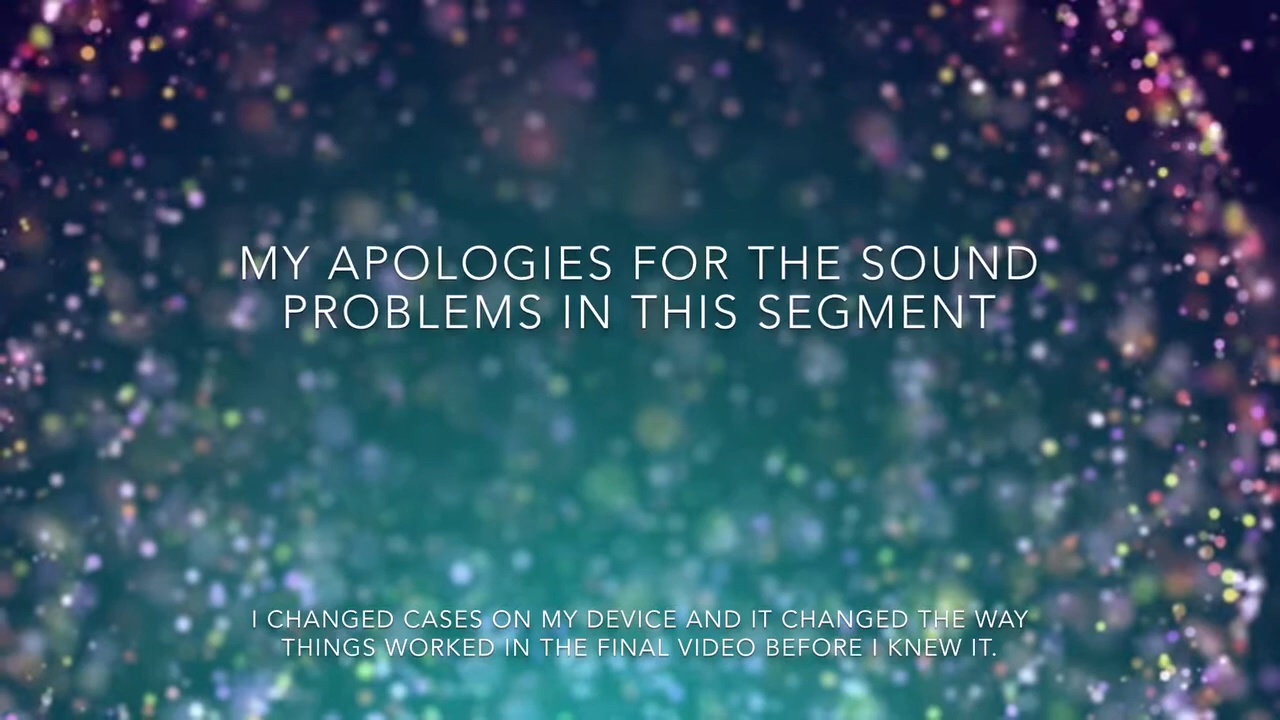 MY APOLOGIES FOR THE SOUND
PROBLEMS IN THIS SEGMENT
I CHANGED CASES ON MY DEVICE AND IT CHANGED THE WAY
THINGS WORKED IN THE FINAL VIDEO BEFORE I KNEW IT.